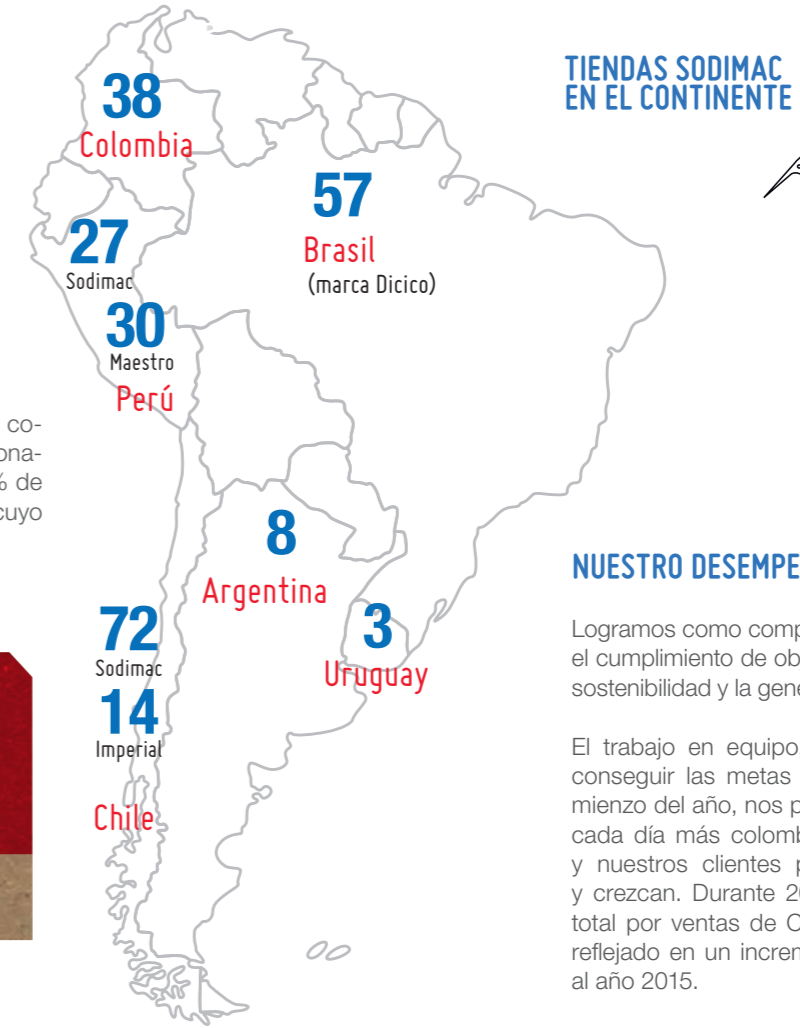 TIENDAS SODIMAC
EN EL CONTINENTE
38
Colombia
57
Brasil
(marca Dicico)
27
Sodimac
30
Maestro
Perú
co-
% de
cuyo
8
Argentina
3
Uruguay
72
Sodimac
14
Imperial
Chile
NUESTRO DESEMPE
Logramos como comp
el cumplimiento de ob
sostenibilidad y la gene
El trabajo en equipo,
conseguir las metas
mienzo del año, nos p
cada día más colomb
y nuestros clientes p
y crezcan. Durante 20
total por ventas de C
reflejado en un increm
al año 2015.